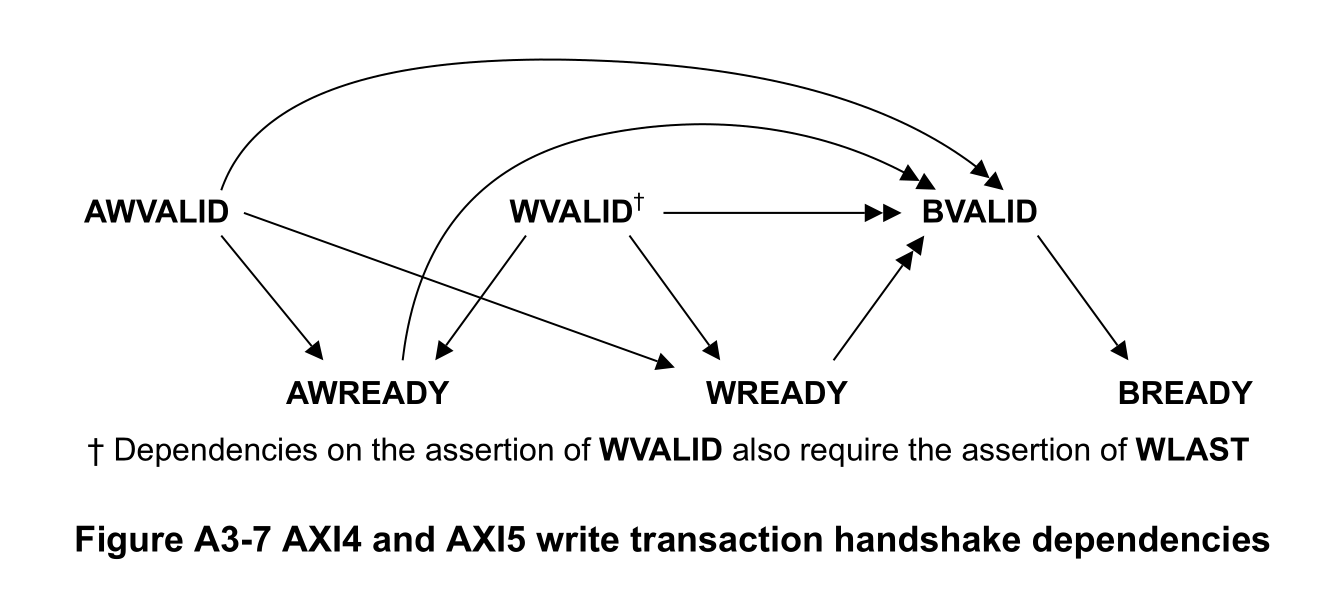 AWVALID WVALID† BVALID
AWREADY WREADY BREADY
† Dependencies on the assertion of WVALID also require the assertion of WLAST
Figure A3-7 AXI4 and AXI5 write transaction handshake dependencies